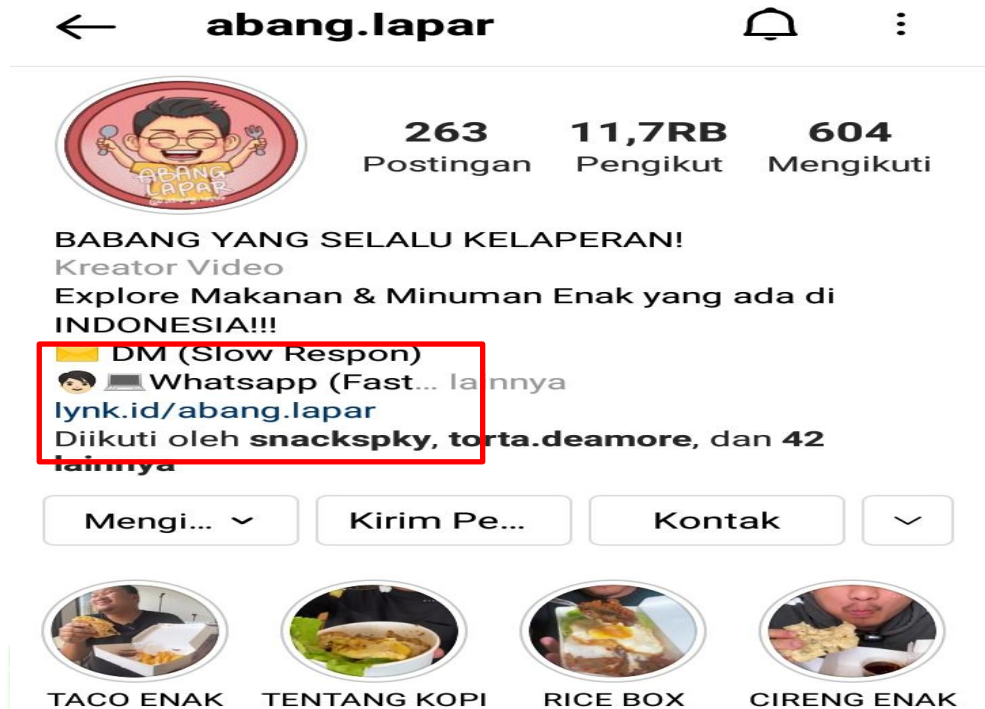 abang.lapar
263 11,7RB 604
Postingan Pengikut Mengikuti
ABANG
LAPAR
BABANG YANG SELALU KELAPERAN!
Kreator Video
Explore Makanan & Minuman Enak yang ada di
INDONESIA!!!
✉️ DM (Slow Respon)
🧑🏻‍💻Whatsapp (Fast... lainnya
lynk.id/abang.lapar
Diikuti oleh snackspky, torta.deamore, dan 42
lainnya
Mengi... Kirim Pe... Kontak
TACO ENAK TENTANG KOPI RICE BOX CIRENG ENAK